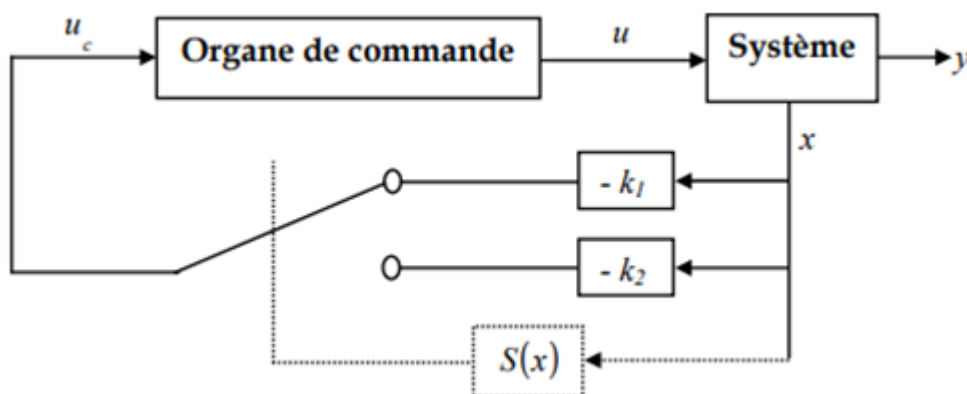 u_c
Organe de commande
u
Système
y
x
- k_1
- k_2
S(x)